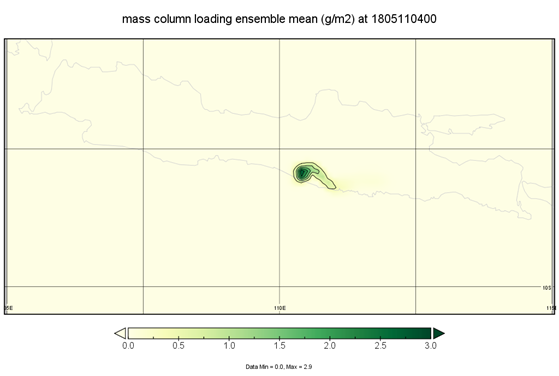 mass column loading ensemble mean (g/m2) at 1805110400
10S
110E
0.0 0.5 1.0 1.5 2.0 2.5 3.0
Data Min = 0.0, Max = 2.9